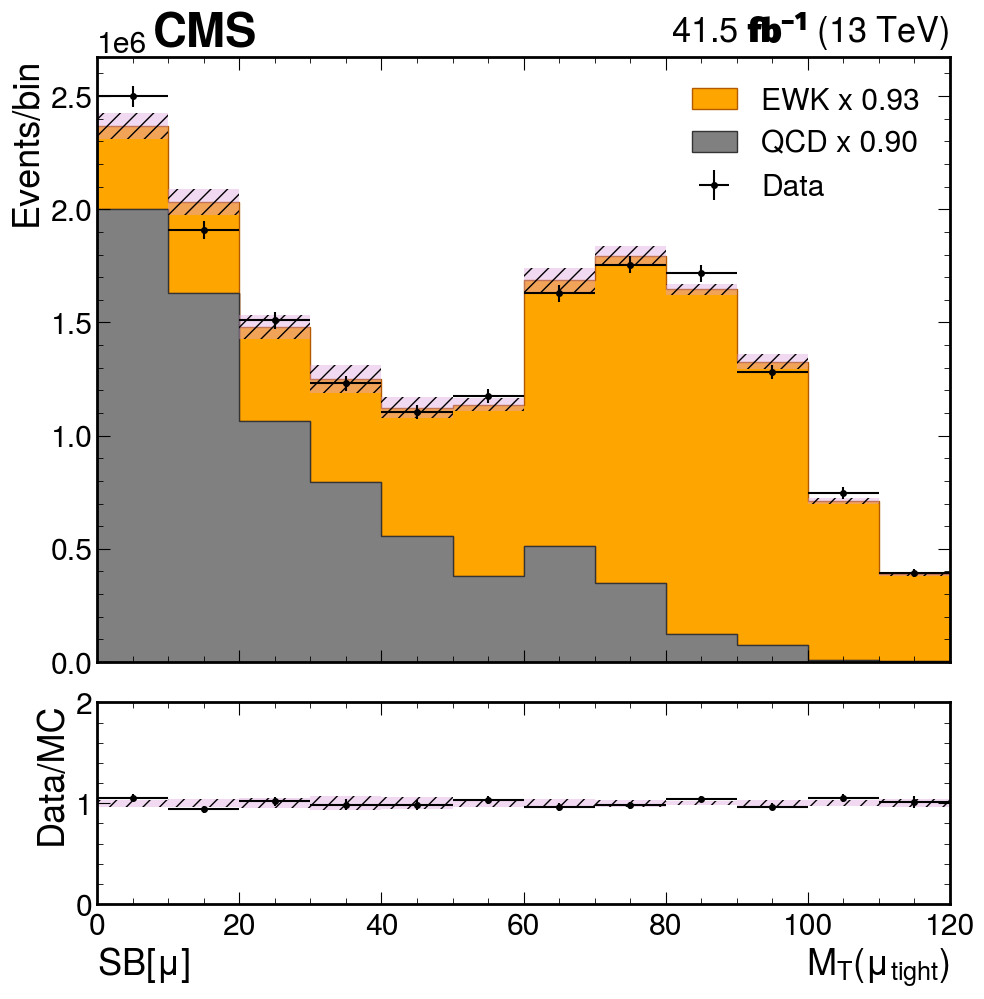 1e6 CMS 41.5 fb⁻¹ (13 TeV)
Events/bin
2.5
2.0
1.5
1.0
0.5
0.0
EWK x 0.93
QCD x 0.90
Data
Data/MC
2
1
0
0 20 40 60 80 100 120
SB[μ] M_T(μ_tight)